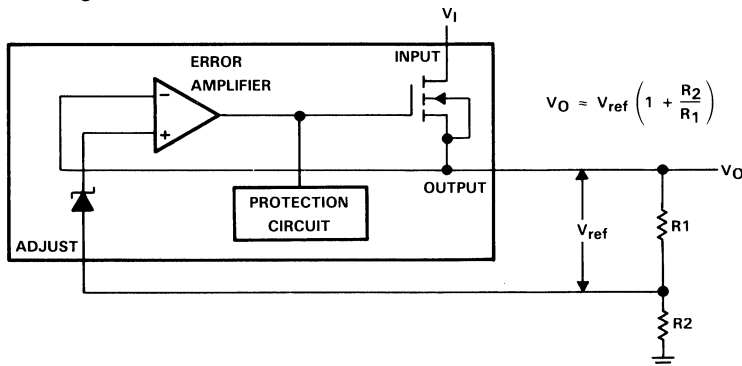 V_I
INPUT
ERROR
AMPLIFIER
V_O ≈ V_ref (1 + R2/R1)
−
+
OUTPUT
V_O
PROTECTION
CIRCUIT
V_ref
R1
ADJUST
R2